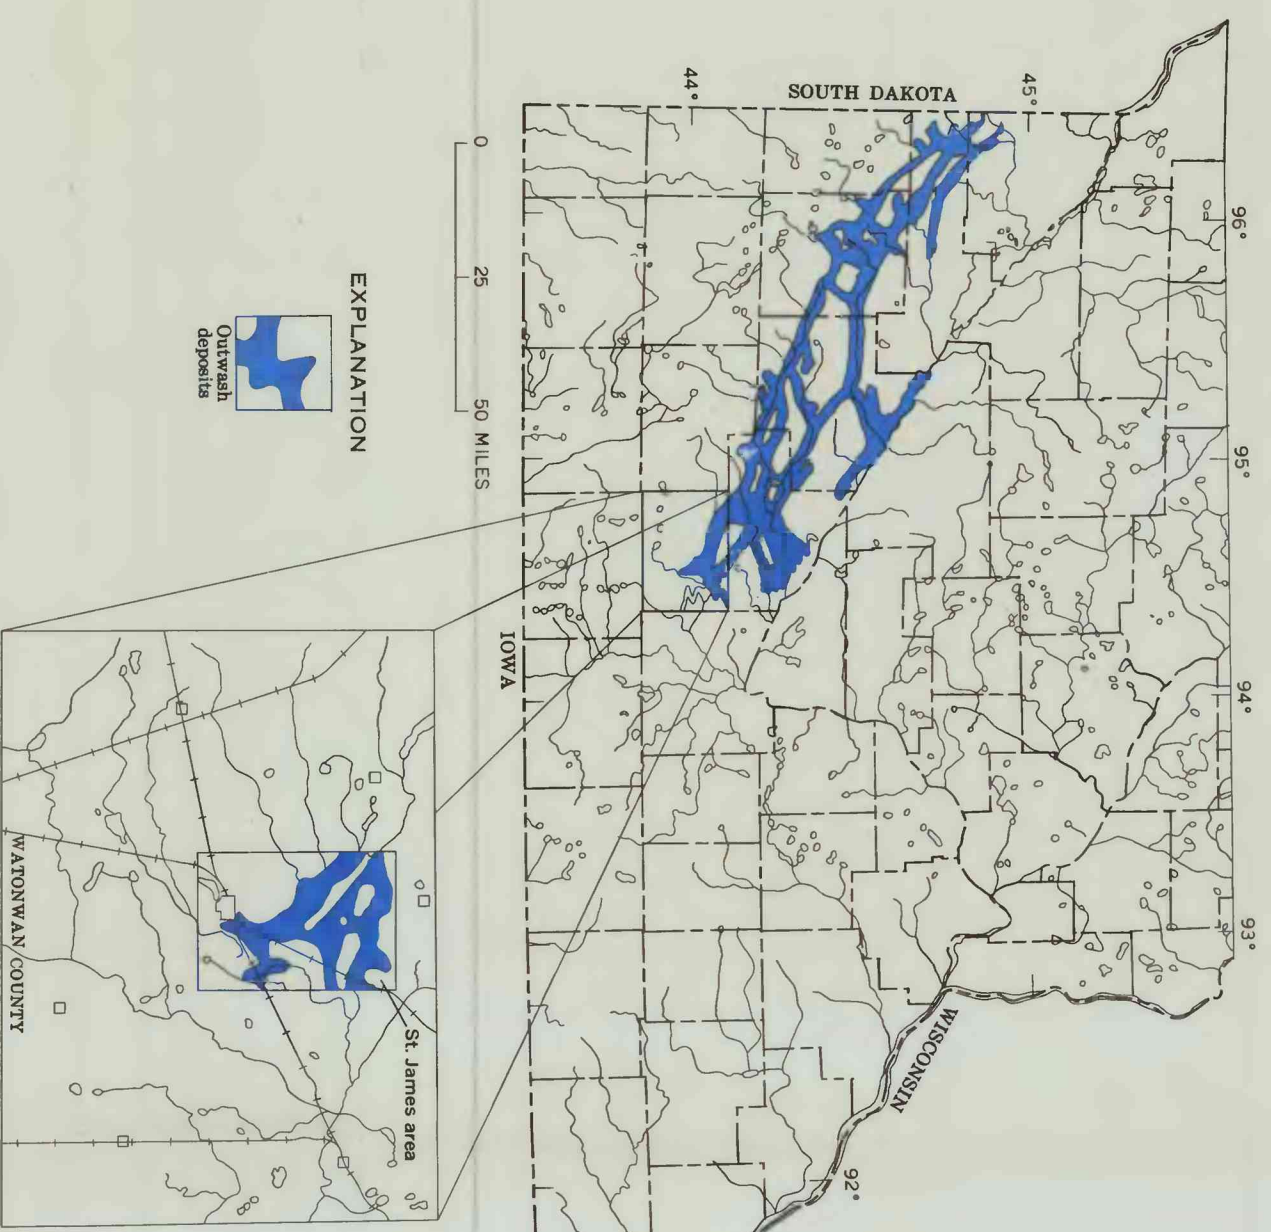 96°
95°
94°
93°
45°
SOUTH DAKOTA
44°
WISCONSIN
92°
IOWA
0
25
50 MILES
EXPLANATION
Outwash
deposits
St. James area
WATONWAN COUNTY